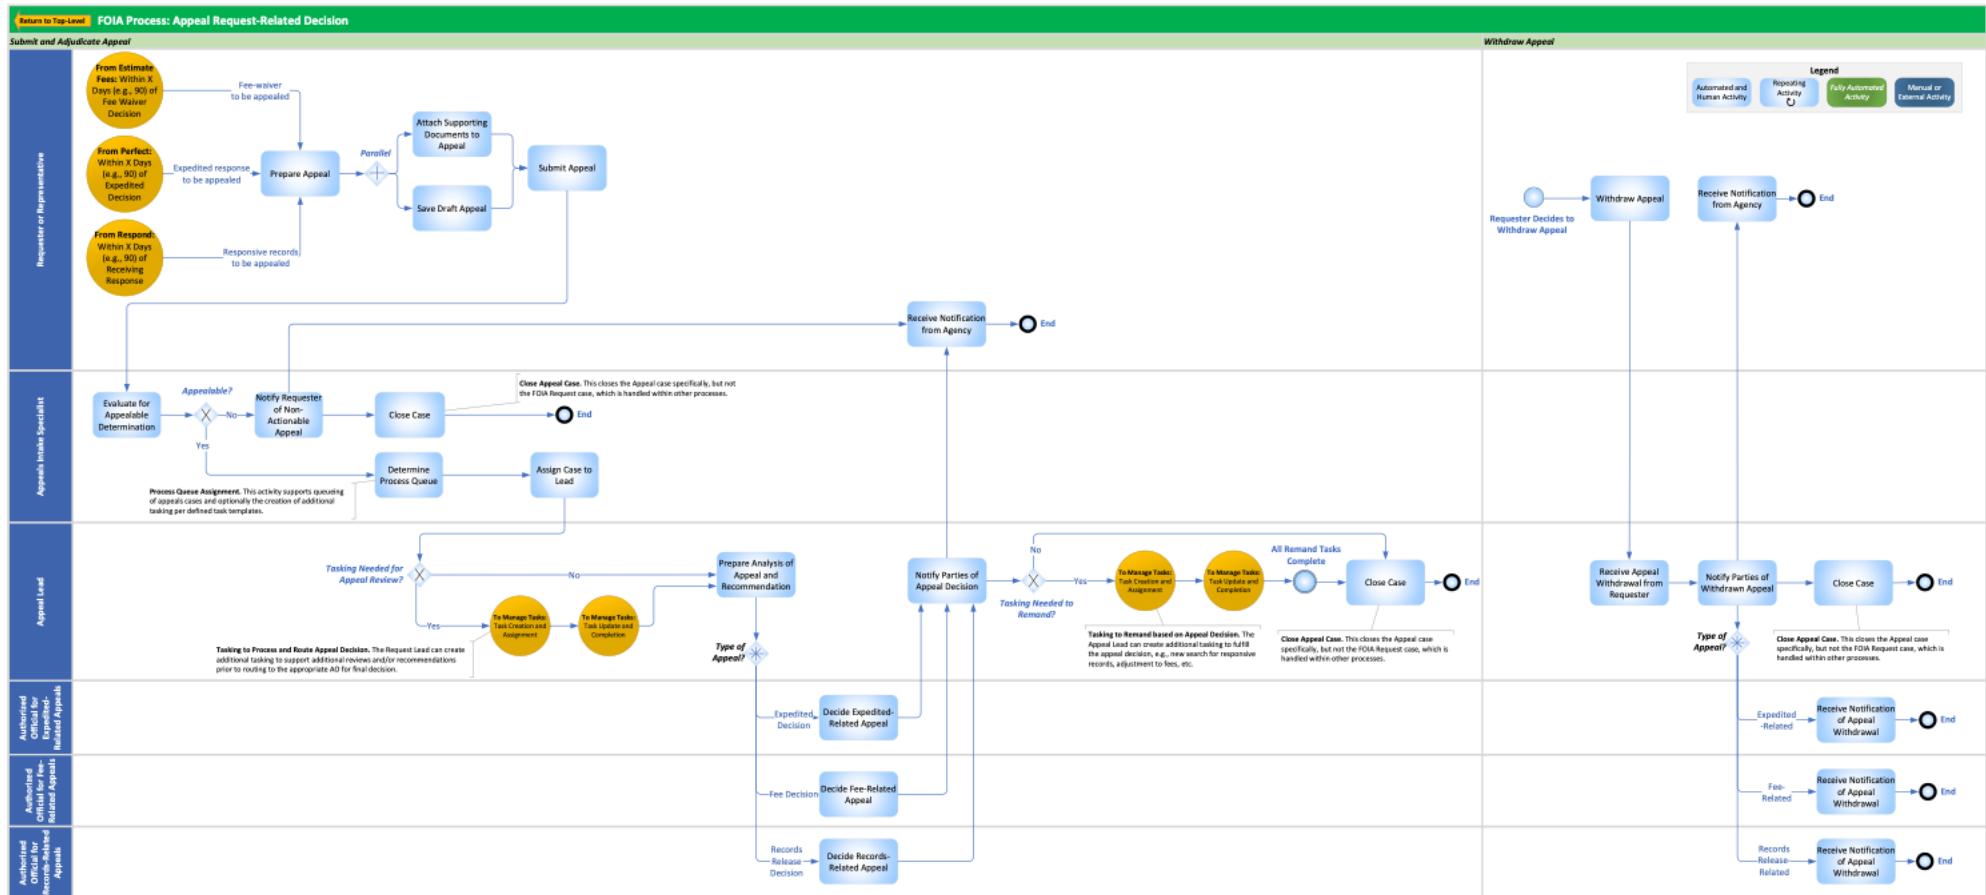 Return to Top-Level
FOIA Process: Appeal Request-Related Decision
Submit and Adjudicate Appeal
Withdraw Appeal
Legend
Automated and
Human Activity
Repeating
Activity
Fully Automated
Activity
Manual or
External Activity
Requester or Representative
From Estimate
Fees: Within X
Days (e.g., 90) of
Fee Waiver
Decision
Fee-waiver
to be appealed
From Perfect:
Within X Days
(e.g., 90) of
Expedited
Decision
Expedited response
to be appealed
From Respond:
Within X Days
(e.g., 90) of
Receiving
Response
Responsive records
to be appealed
Prepare Appeal
Parallel
Attach Supporting
Documents to
Appeal
Save Draft Appeal
Submit Appeal
Receive Notification
from Agency
End
Requester Decides to
Withdraw Appeal
Withdraw Appeal
Receive Notification
from Agency
End
Appeals Intake Specialist
Evaluate for
Appealable
Determination
Appealable?
No
Yes
Notify Requester
of Non-
Actionable
Appeal
Close Case
Close Appeal Case. This closes the Appeal case specifically, but not
the FOIA Request case, which is handled within other processes.
End
Determine
Process Queue
Assign Case to
Lead
Process Queue Assignment. This activity supports queueing
of appeals cases and optionally the creation of additional
tasking per defined task templates.
Appeal Lead
Tasking Needed for
Appeal Review?
No
Yes
To Manage Tasks:
Task Creation and
Assignment
To Manage Tasks:
Task Update and
Completion
Tasking to Process and Route Appeal Decision. The Request Lead can create
additional tasking to support additional reviews and/or recommendations
prior to routing to the appropriate AO for final decision.
Prepare Analysis of
Appeal and
Recommendation
Type of
Appeal?
Notify Parties of
Appeal Decision
No
Yes
Tasking Needed to
Remand?
To Manage Tasks:
Task Creation and
Assignment
To Manage Tasks:
Task Update and
Completion
All Remand Tasks
Complete
Close Case
End
Tasking to Remand based on Appeal Decision. The
Appeal Lead can create additional tasking to fulfill
the appeal decision, e.g., new search for responsive
records, adjustment to fees, etc.
Close Appeal Case. This closes the Appeal case
specifically, but not the FOIA Request case, which is
handled within other processes.
Receive Appeal
Withdrawal from
Requester
Notify Parties of
Withdrawn Appeal
Close Case
End
Type of
Appeal?
Close Appeal Case. This closes the Appeal case
specifically, but not the FOIA Request case, which is
handled within other processes.
Authorized
Official for
Expedited-
Related Appeals
Expedited
Decision
Decide Expedited-
Related Appeal
Expedited
-Related
Receive Notification
of Appeal
Withdrawal
End
Authorized
Official for Fee-
Related Appeals
Fee Decision
Decide Fee-Related
Appeal
Fee-
Related
Receive Notification
of Appeal
Withdrawal
End
Authorized
Official for
Records-Related
Appeals
Records
Release
Decision
Decide Records-
Related Appeal
Records
Release
Related
Receive Notification
of Appeal
Withdrawal
End